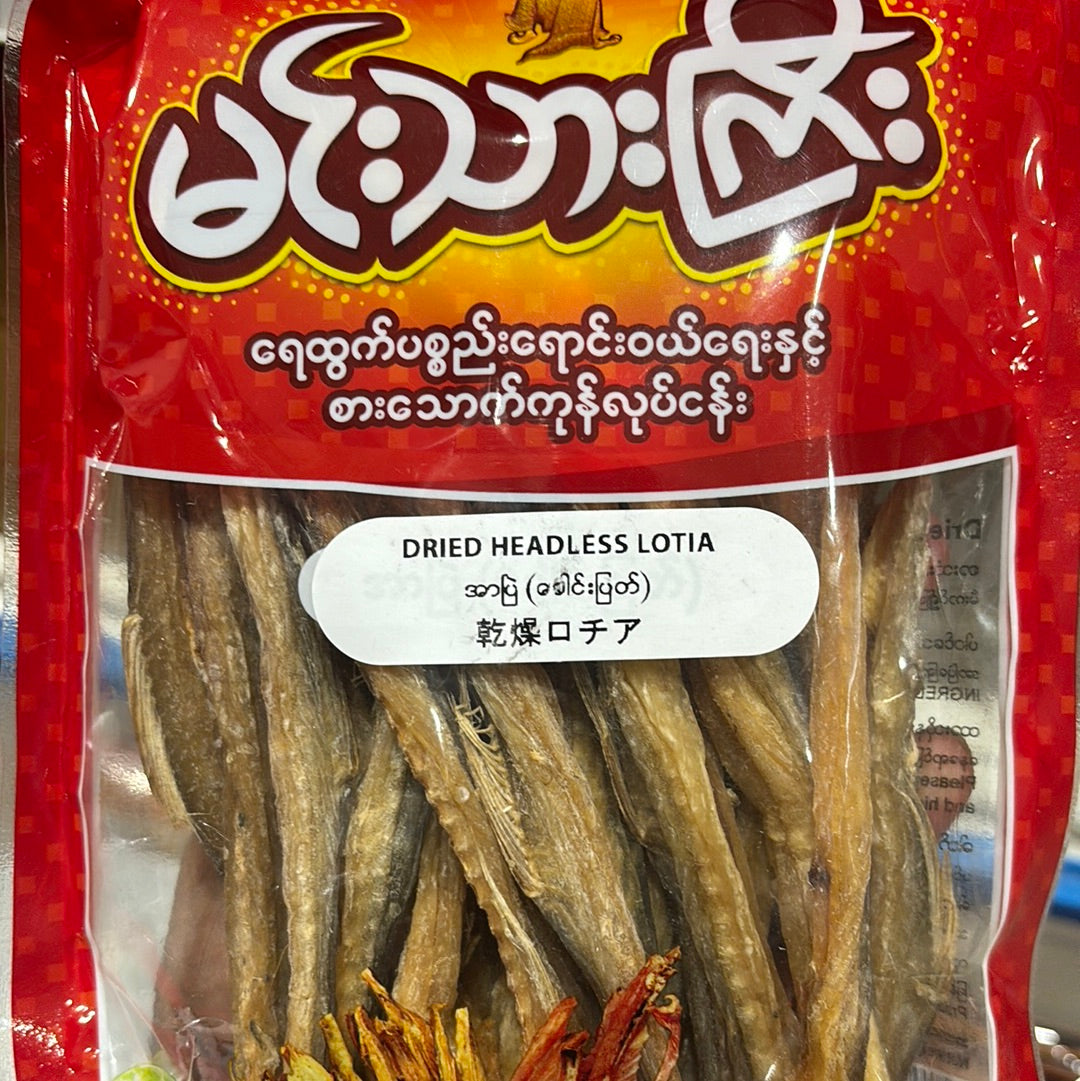 မင်းသားကြီး
ရေထွက်ပစ္စည်းရောင်းဝယ်ရေးနှင့်
စားသောက်ကုန်လုပ်ငန်း
DRIED HEADLESS LOTIA
အာပြဲ (ခေါင်းပြတ်)
乾燥ロチア